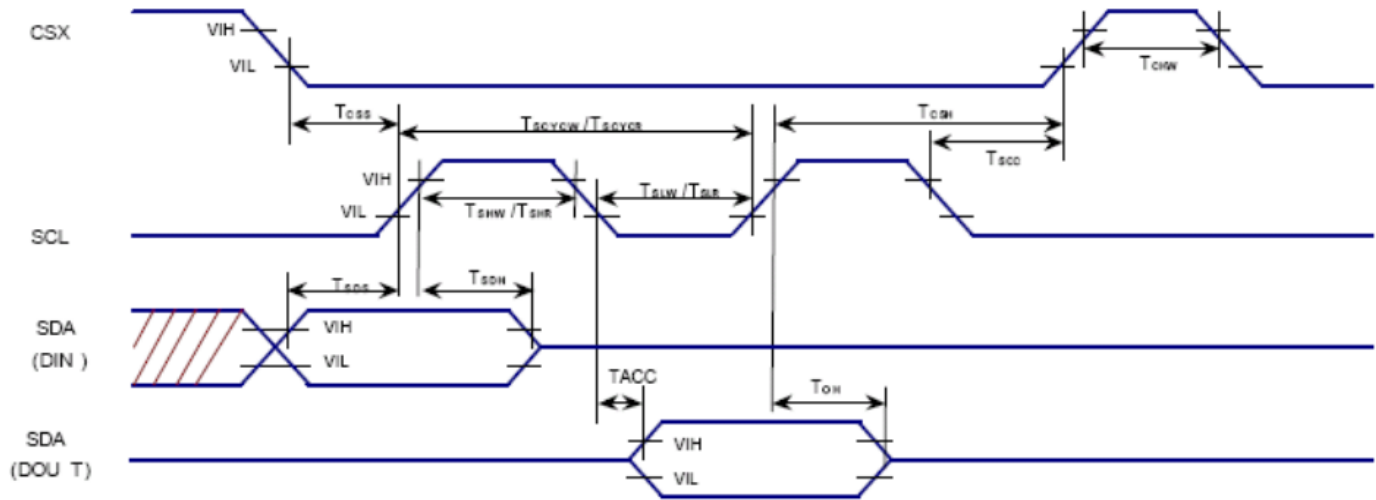 CSX
VIH
VIL
TCHW
TCSS
TSCYCW /TSCYCR
TCSH
TSCC
VIH
VIL
TSHW /TSHR
TSLW /TSLR
SCL
TSDS
TSDH
SDA
(DIN )
VIH
VIL
TACC
TOH
SDA
(DOU T)
VIH
VIL